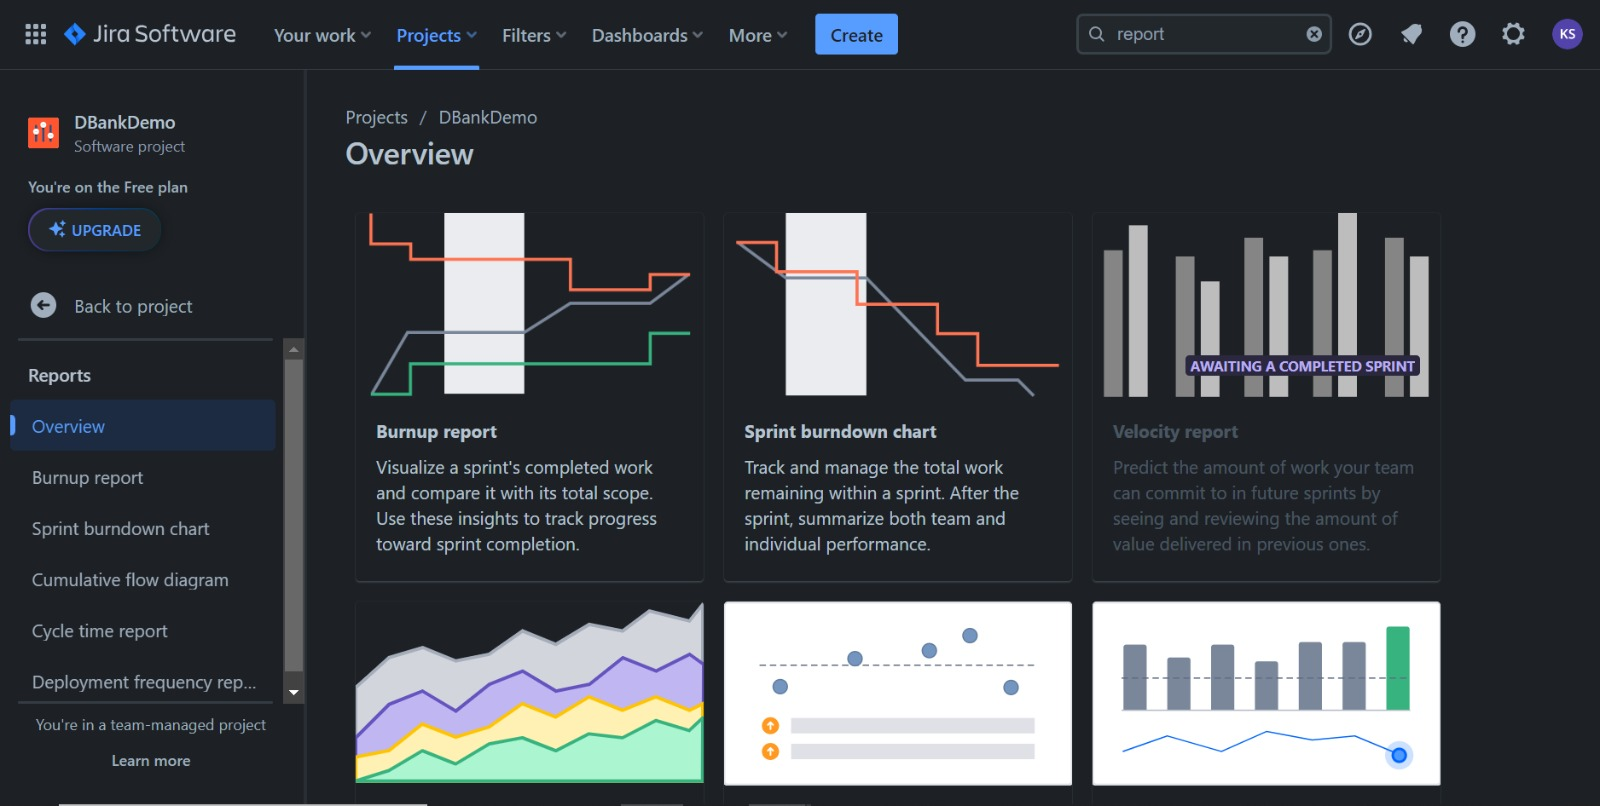 Jira Software
Your work
Projects
Filters
Dashboards
More
Create
report
KS
DBankDemo
Software project
You're on the Free plan
UPGRADE
Back to project
Reports
Overview
Burnup report
Sprint burndown chart
Cumulative flow diagram
Cycle time report
Deployment frequency rep...
You're in a team-managed project
Learn more
Projects / DBankDemo
Overview
Burnup report
Visualize a sprint's completed work
and compare it with its total scope.
Use these insights to track progress
toward sprint completion.
Sprint burndown chart
Track and manage the total work
remaining within a sprint. After the
sprint, summarize both team and
individual performance.
AWAITING A COMPLETED SPRINT
Velocity report
Predict the amount of work your team
can commit to in future sprints by
seeing and reviewing the amount of
value delivered in previous ones.